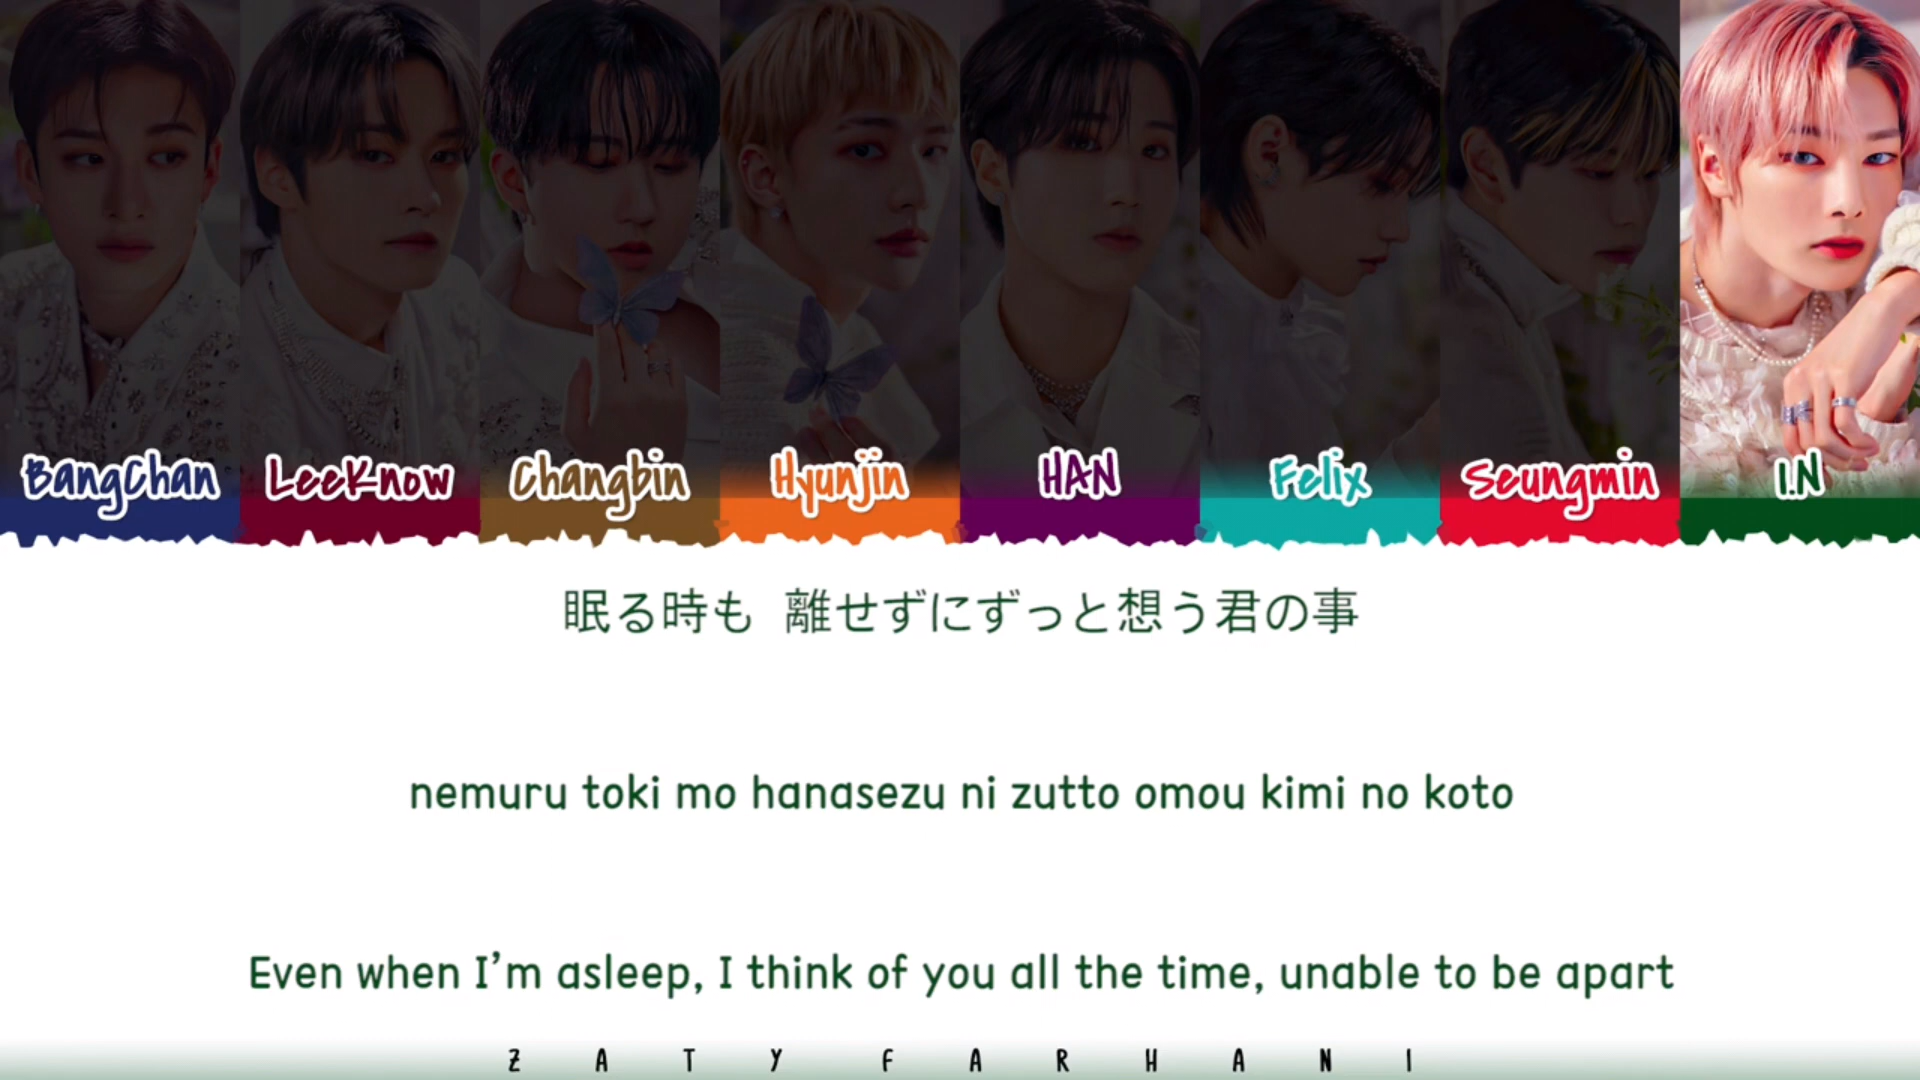 BangChan LeeKnow Changbin Hyunjin HAN Felix Seungmin I.N
眠る時も 離せずにずっと想う君の事
nemuru toki mo hanasezu ni zutto omou kimi no koto
Even when I'm asleep, I think of you all the time, unable to be apart
ZATY FARHANI